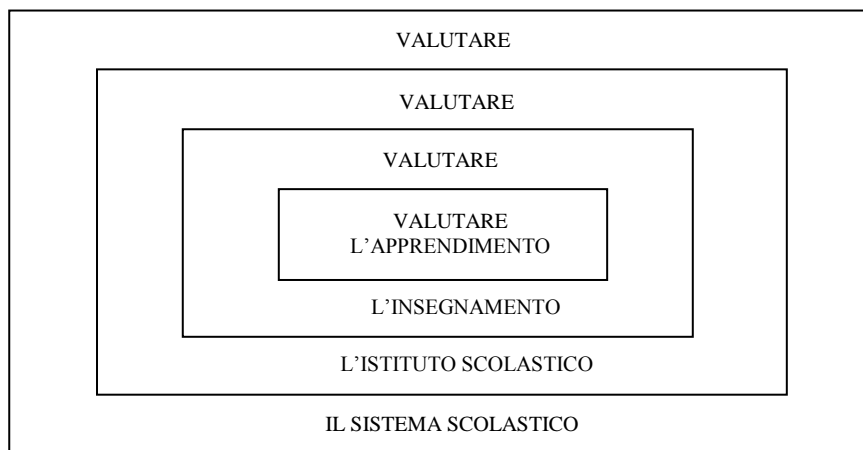 VALUTARE
VALUTARE
VALUTARE
VALUTARE
L’APPRENDIMENTO
L’INSEGNAMENTO
L’ISTITUTO SCOLASTICO
IL SISTEMA SCOLASTICO